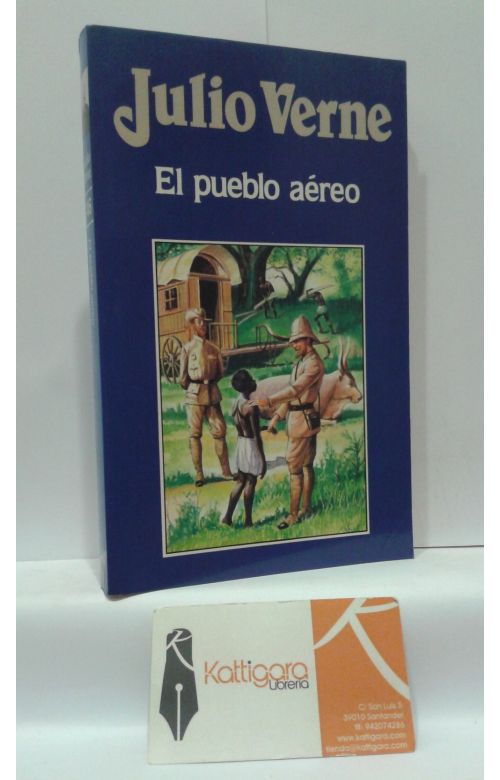 Julio Verne
El pueblo aéreo
Kattigara
Librería
C/ San Luis 5
39010 Santander
tlf: 942074286
www.kattigara.com
tienda@kattigara.com